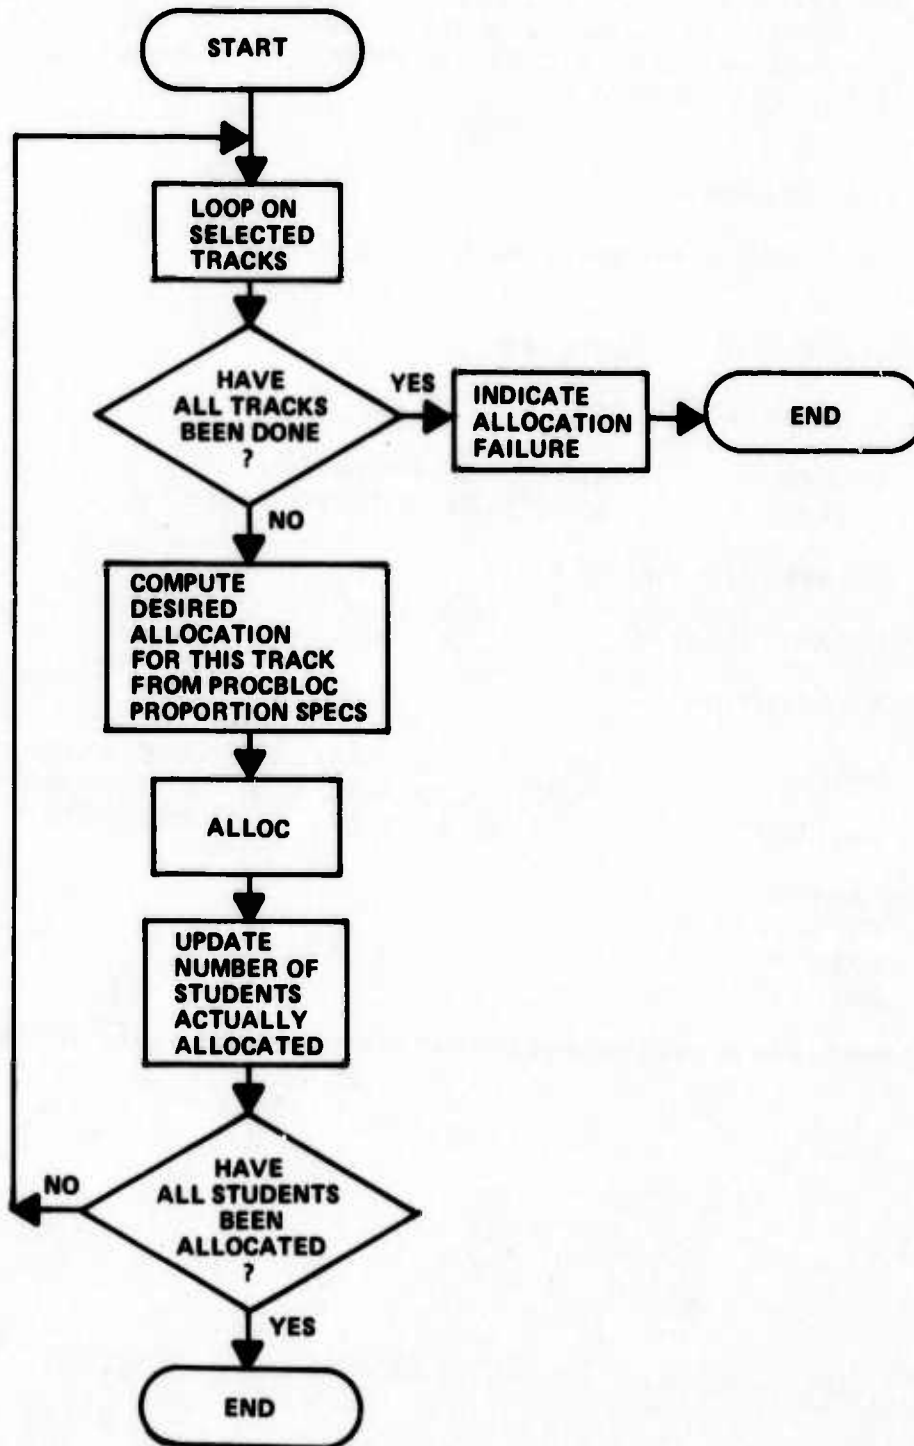 START
LOOP ON
SELECTED
TRACKS
HAVE
ALL TRACKS
BEEN DONE
?
YES
INDICATE
ALLOCATION
FAILURE
END
NO
COMPUTE
DESIRED
ALLOCATION
FOR THIS TRACK
FROM PROCBLOC
PROPORTION SPECS
ALLOC
UPDATE
NUMBER OF
STUDENTS
ACTUALLY
ALLOCATED
HAVE
ALL STUDENTS
BEEN
ALLOCATED
?
NO
YES
END